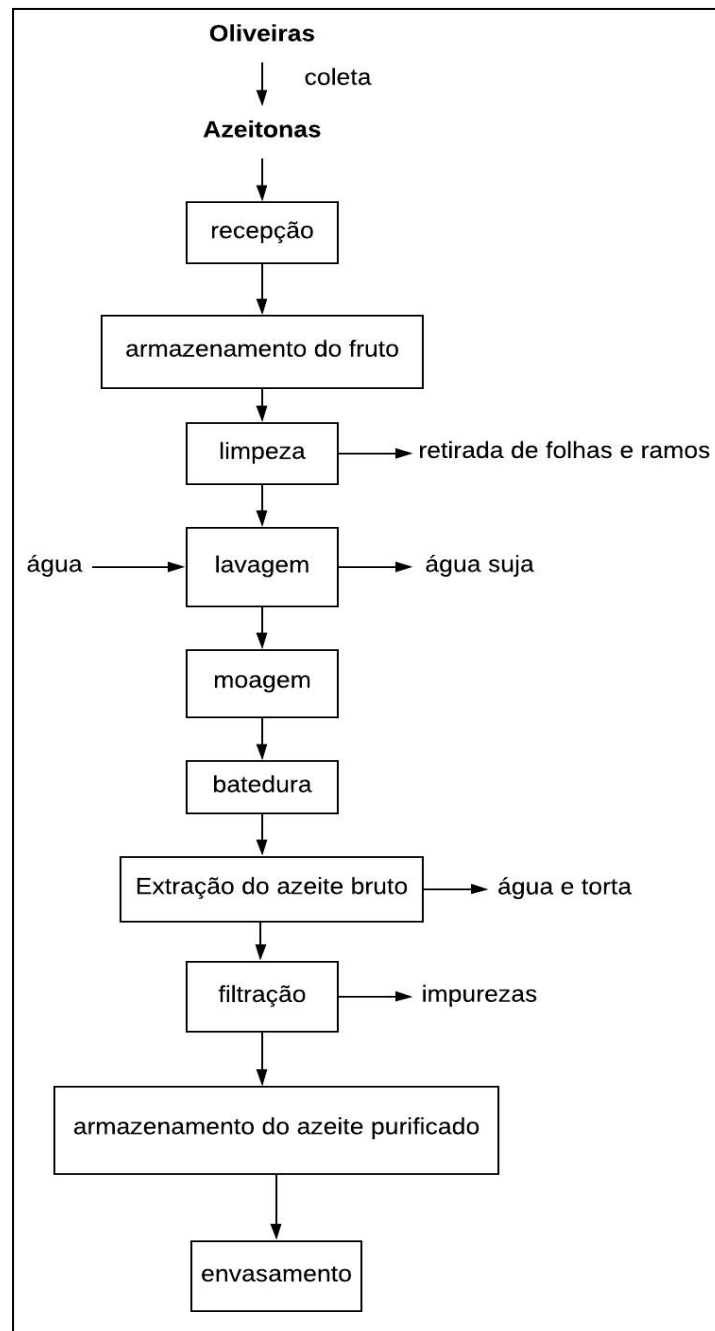 Oliveiras
coleta
Azeitonas
recepção
armazenamento do fruto
limpeza
retirada de folhas e ramos
água
lavagem
água suja
moagem
batedura
Extração do azeite bruto
água e torta
filtração
impurezas
armazenamento do azeite purificado
envasamento